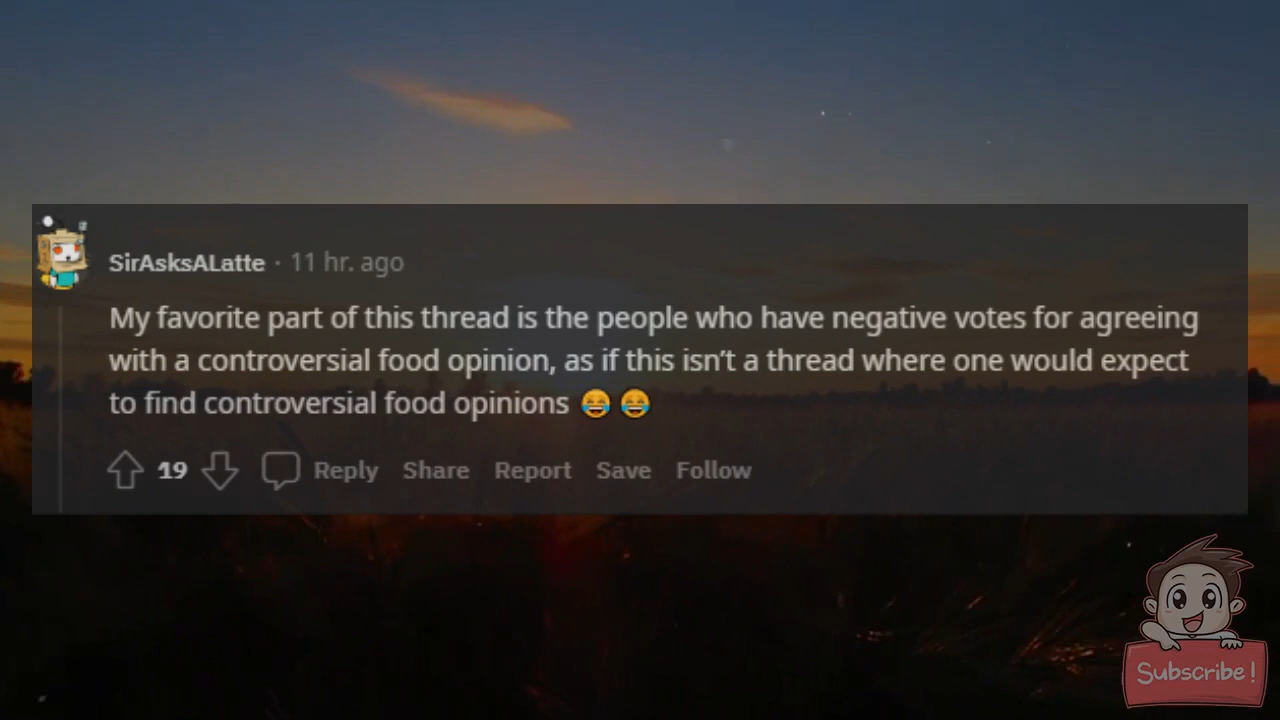 SirAsksALatte · 11 hr. ago
My favorite part of this thread is the people who have negative votes for agreeing
with a controversial food opinion, as if this isn’t a thread where one would expect
to find controversial food opinions 😂 😂
19 Reply Share Report Save Follow
Subscribe!